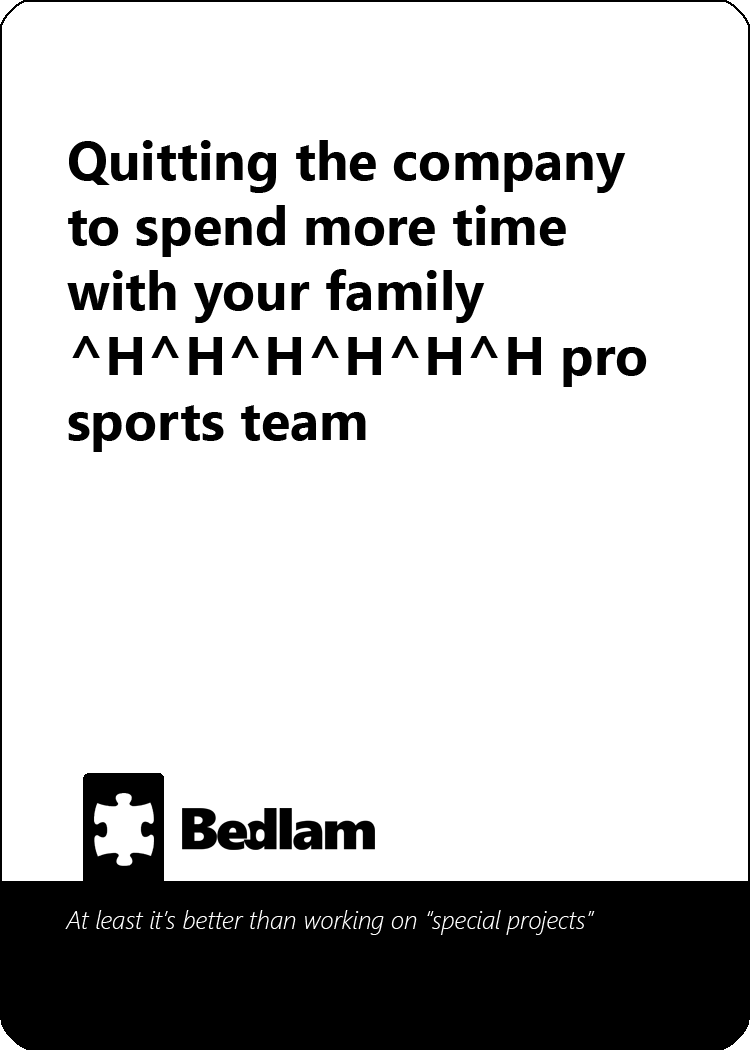 Quitting the company
to spend more time
with your family
^H^H^H^H^H^H pro
sports team
Bedlam
At least it’s better than working on “special projects”